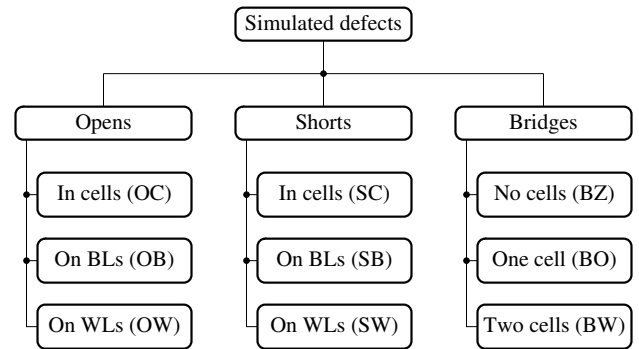 Simulated defects
Opens
Shorts
Bridges
In cells (OC)
In cells (SC)
No cells (BZ)
On BLs (OB)
On BLs (SB)
One cell (BO)
On WLs (OW)
On WLs (SW)
Two cells (BW)